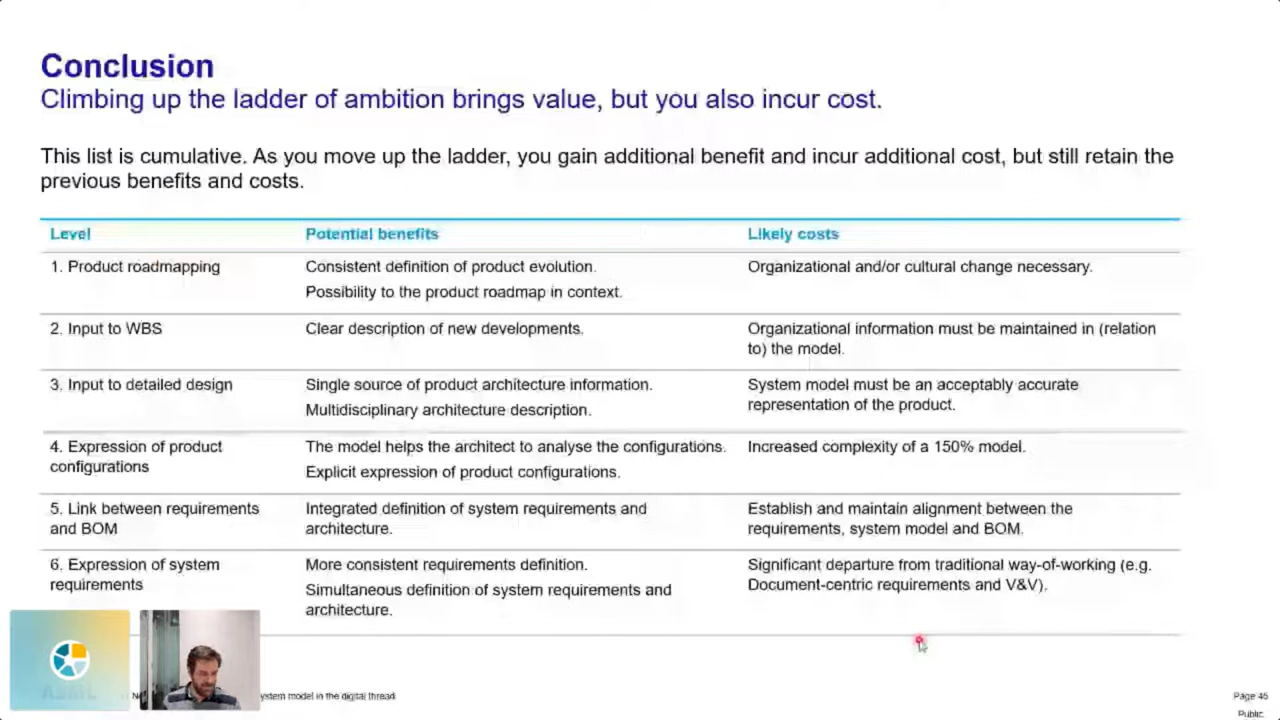 Conclusion
Climbing up the ladder of ambition brings value, but you also incur cost.
This list is cumulative. As you move up the ladder, you gain additional benefit and incur additional cost, but still retain the
previous benefits and costs.
Level Potential benefits Likely costs
1. Product roadmapping
Consistent definition of product evolution.
Possibility to the product roadmap in context.
Organizational and/or cultural change necessary.
2. Input to WBS
Clear description of new developments.
Organizational information must be maintained in (relation
to) the model.
3. Input to detailed design
Single source of product architecture information.
Multidisciplinary architecture description.
System model must be an acceptably accurate
representation of the product.
4. Expression of product
configurations
The model helps the architect to analyse the configurations.
Explicit expression of product configurations.
Increased complexity of a 150% model.
5. Link between requirements
and BOM
Integrated definition of system requirements and
architecture.
Establish and maintain alignment between the
requirements, system model and BOM.
6. Expression of system
requirements
More consistent requirements definition.
Simultaneous definition of system requirements and
architecture.
Significant departure from traditional way-of-working (e.g.
Document-centric requirements and V&V).
model in the digital thread
Page 45
Public